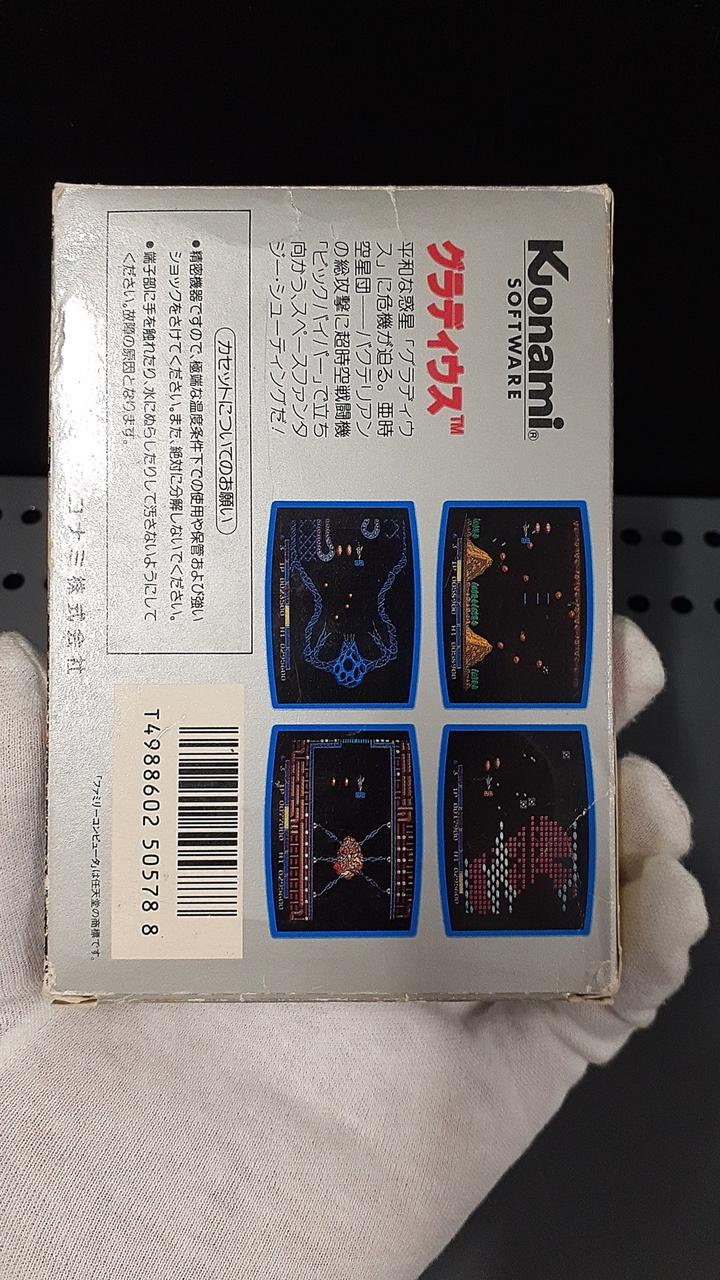 Konami®
SOFTWARE
グラディウス™
平和な惑星「グラディウ
ス」に危機が迫る。亜時
空星団——バクテリアン
の総攻撃に超時空戦闘機
「ビックバイパー」で立ち
向かう、スペースファンタ
ジー・シューティングだ!
カセットについてのお願い
●精密機器ですので、極端な温度条件下での使用や保管および強い
ショックをさけてください。また、絶対に分解しないでください。
●端子部に手を触れたり、水にぬらしたりして汚さないようにして
ください。故障の原因となります。
コナミ株式会社
T4988602 50578 8
「ファミリーコンピュータ」は任天堂の商標です。